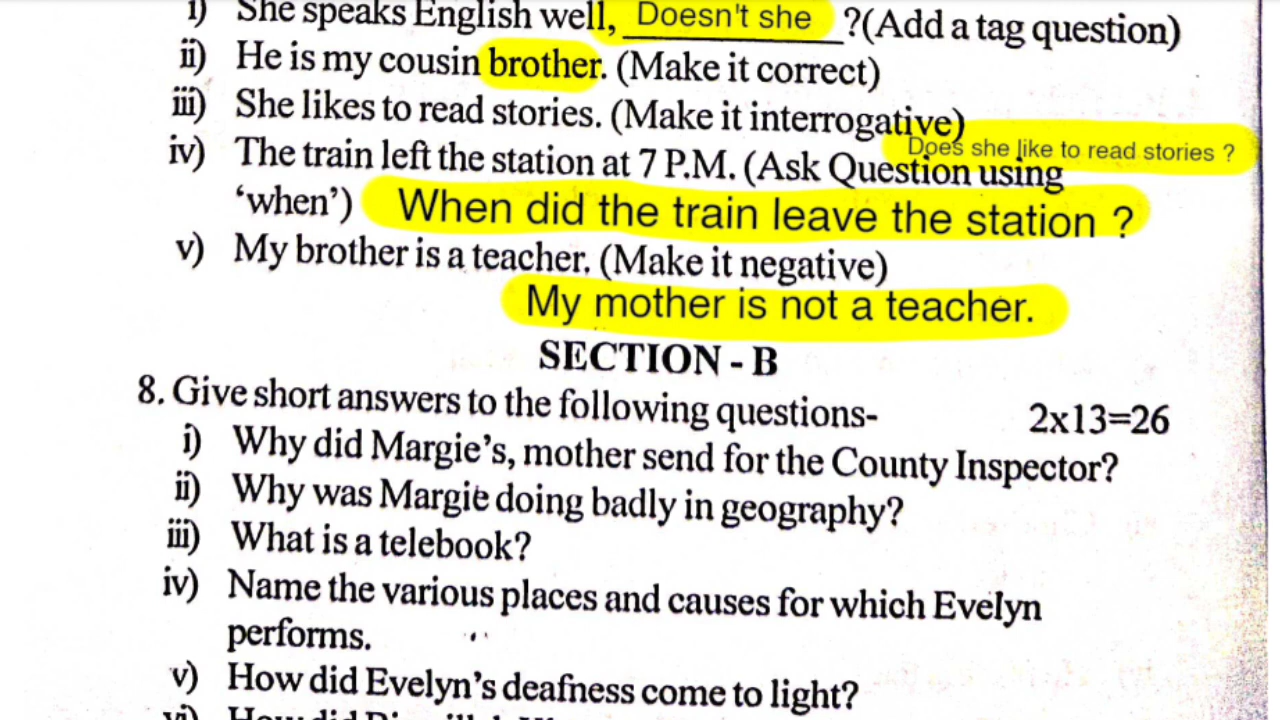 i) She speaks English well, Doesn't she ?(Add a tag question)
ii) He is my cousin brother. (Make it correct)
iii) She likes to read stories. (Make it interrogative)
Does she like to read stories ?
iv) The train left the station at 7 P.M. (Ask Question using
‘when’) When did the train leave the station ?
v) My brother is a teacher. (Make it negative)
My mother is not a teacher.
SECTION - B
8. Give short answers to the following questions- 2x13=26
i) Why did Margie’s, mother send for the County Inspector?
ii) Why was Margie doing badly in geography?
iii) What is a telebook?
iv) Name the various places and causes for which Evelyn
performs.
v) How did Evelyn’s deafness come to light?
vi) How did